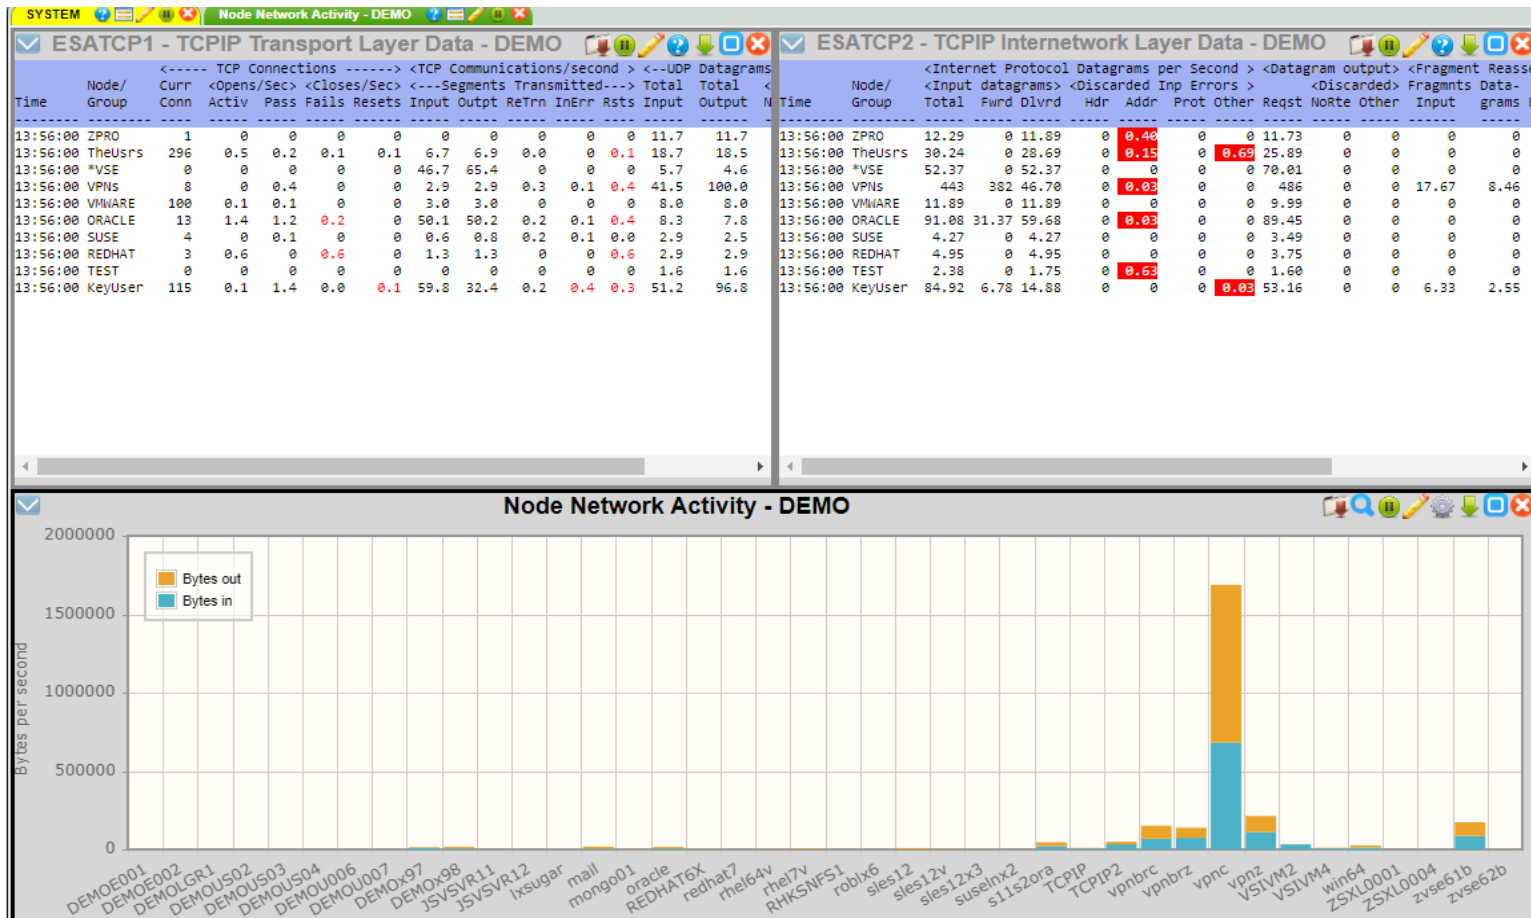 SYSTEM Node Network Activity - DEMO
ESATCP1 - TCPIP Transport Layer Data - DEMO
<----- TCP Connections ------> <TCP Communications/second > <--UDP Datagrams
Node/ Curr <Opens/Sec> <Closes/Sec> <---Segments Transmitted---> Total Total <
Time Group Conn Activ Pass Fails Resets Input Outpt ReTrn InErr Rsts Input Output N
-------- -------- ---- ----- ---- ----- ------ ----- ----- ----- ----- ---- ----- ------ -
13:56:00 ZPRO 1 0 0 0 0 0 0 0 0 0 11.7 11.7
13:56:00 TheUsrs 296 0.5 0.2 0.1 0.1 6.7 6.9 0.0 0 0.1 18.7 18.5
13:56:00 *VSE 0 0 0 0 0 46.7 65.4 0 0 0 5.7 4.6
13:56:00 VPNs 8 0 0.4 0 0 2.9 2.9 0.3 0.1 0.4 41.5 100.0
13:56:00 VMWARE 100 0.1 0.1 0 0 3.0 3.0 0 0 0 8.0 8.0
13:56:00 ORACLE 13 1.4 1.2 0.2 0 50.1 50.2 0.2 0.1 0.4 8.3 7.8
13:56:00 SUSE 4 0 0.1 0 0 0.6 0.8 0.2 0.1 0.0 2.9 2.5
13:56:00 REDHAT 3 0.6 0 0.6 0 1.3 1.3 0 0 0.6 2.9 2.9
13:56:00 TEST 0 0 0 0 0 0 0 0 0 0 1.6 1.6
13:56:00 KeyUser 115 0.1 1.4 0.0 0.1 59.8 32.4 0.2 0.4 0.3 51.2 96.8
ESATCP2 - TCPIP Internetwork Layer Data - DEMO
<Internet Protocol Datagrams per Second > <Datagram output> <Fragment Reasse
Node/ <Input datagrams> <Discarded Inp Errors > <Discarded> Fragmnts Data-
Time Group Total Fwrd Dlvrd Hdr Addr Prot Other Reqst NoRte Other Input grams
-------- -------- ----- ----- ----- ----- ----- ----- ----- ----- ----- ----- ------ ------
13:56:00 ZPRO 12.29 0 11.89 0 0.40 0 0 11.73 0 0 0 0
13:56:00 TheUsrs 30.24 0 28.69 0 0.15 0 0.69 25.89 0 0 0 0
13:56:00 *VSE 52.37 0 52.37 0 0 0 0 70.01 0 0 0 0
13:56:00 VPNs 443 382 46.70 0 0.03 0 0 486 0 0 17.67 8.46
13:56:00 VMWARE 11.89 0 11.89 0 0 0 0 9.99 0 0 0 0
13:56:00 ORACLE 91.08 31.37 59.68 0 0.03 0 0 89.45 0 0 0 0
13:56:00 SUSE 4.27 0 4.27 0 0 0 0 3.49 0 0 0 0
13:56:00 REDHAT 4.95 0 4.95 0 0 0 0 3.75 0 0 0 0
13:56:00 TEST 2.38 0 1.75 0 0.63 0 0 1.60 0 0 0 0
13:56:00 KeyUser 84.92 6.78 14.88 0 0 0 0.03 53.16 0 0 6.33 2.55
Node Network Activity - DEMO
Bytes per second
2000000
1500000
1000000
500000
0
Bytes out
Bytes in
DEMOE001
DEMOE002
DEMOLGR1
DEMOUS02
DEMOUS03
DEMOUS04
DEMOU006
DEMOU007
DEMOx97
DEMOx98
JSVSVR11
JSVSVR12
lxsugar
mail
mongo01
oracle
REDHAT6X
redhat7
rhel64v
rhel7v
RHKSNFS1
roblx6
sles12
sles12v
sles12x3
suselnx2
s11s2ora
TCPIP
TCPIP2
vpnbrc
vpnbrz
vpnc
vpnz
VSIVM2
VSIVM4
win64
ZSXL0001
ZSXL0004
zvse61b
zvse62b